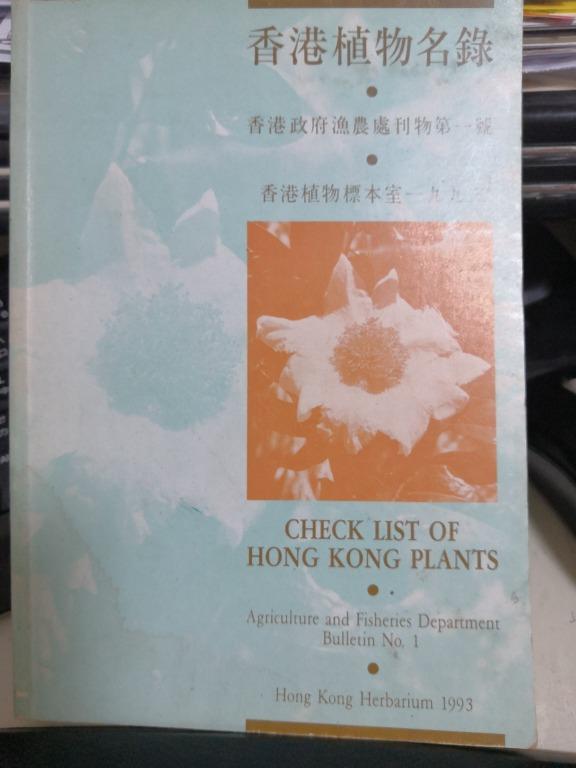 香港植物名錄
香港政府漁農處刊物第一號
香港植物標本室一九九三
CHECK LIST OF
HONG KONG PLANTS
Agriculture and Fisheries Department
Bulletin No. 1
Hong Kong Herbarium 1993